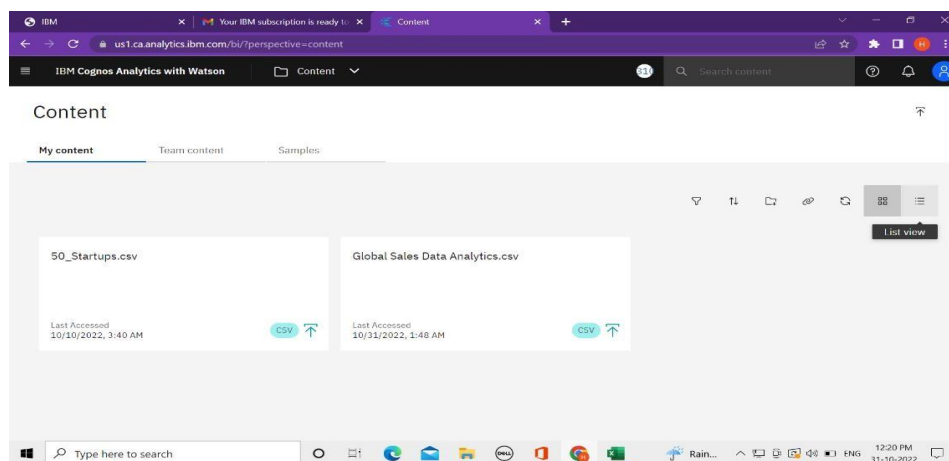 IBM
Your IBM subscription is ready to
Content
us1.ca.analytics.ibm.com/bi/?perspective=content
H
IBM Cognos Analytics with Watson
Content
Search content
Content
My content
Team content
Samples
List view
50_Startups.csv
Global Sales Data Analytics.csv
Last Accessed
10/10/2022, 3:40 AM
CSV
Last Accessed
10/31/2022, 1:48 AM
CSV
Type here to search
DELL
Rain...
ENG
12:20 PM
31-10-2022